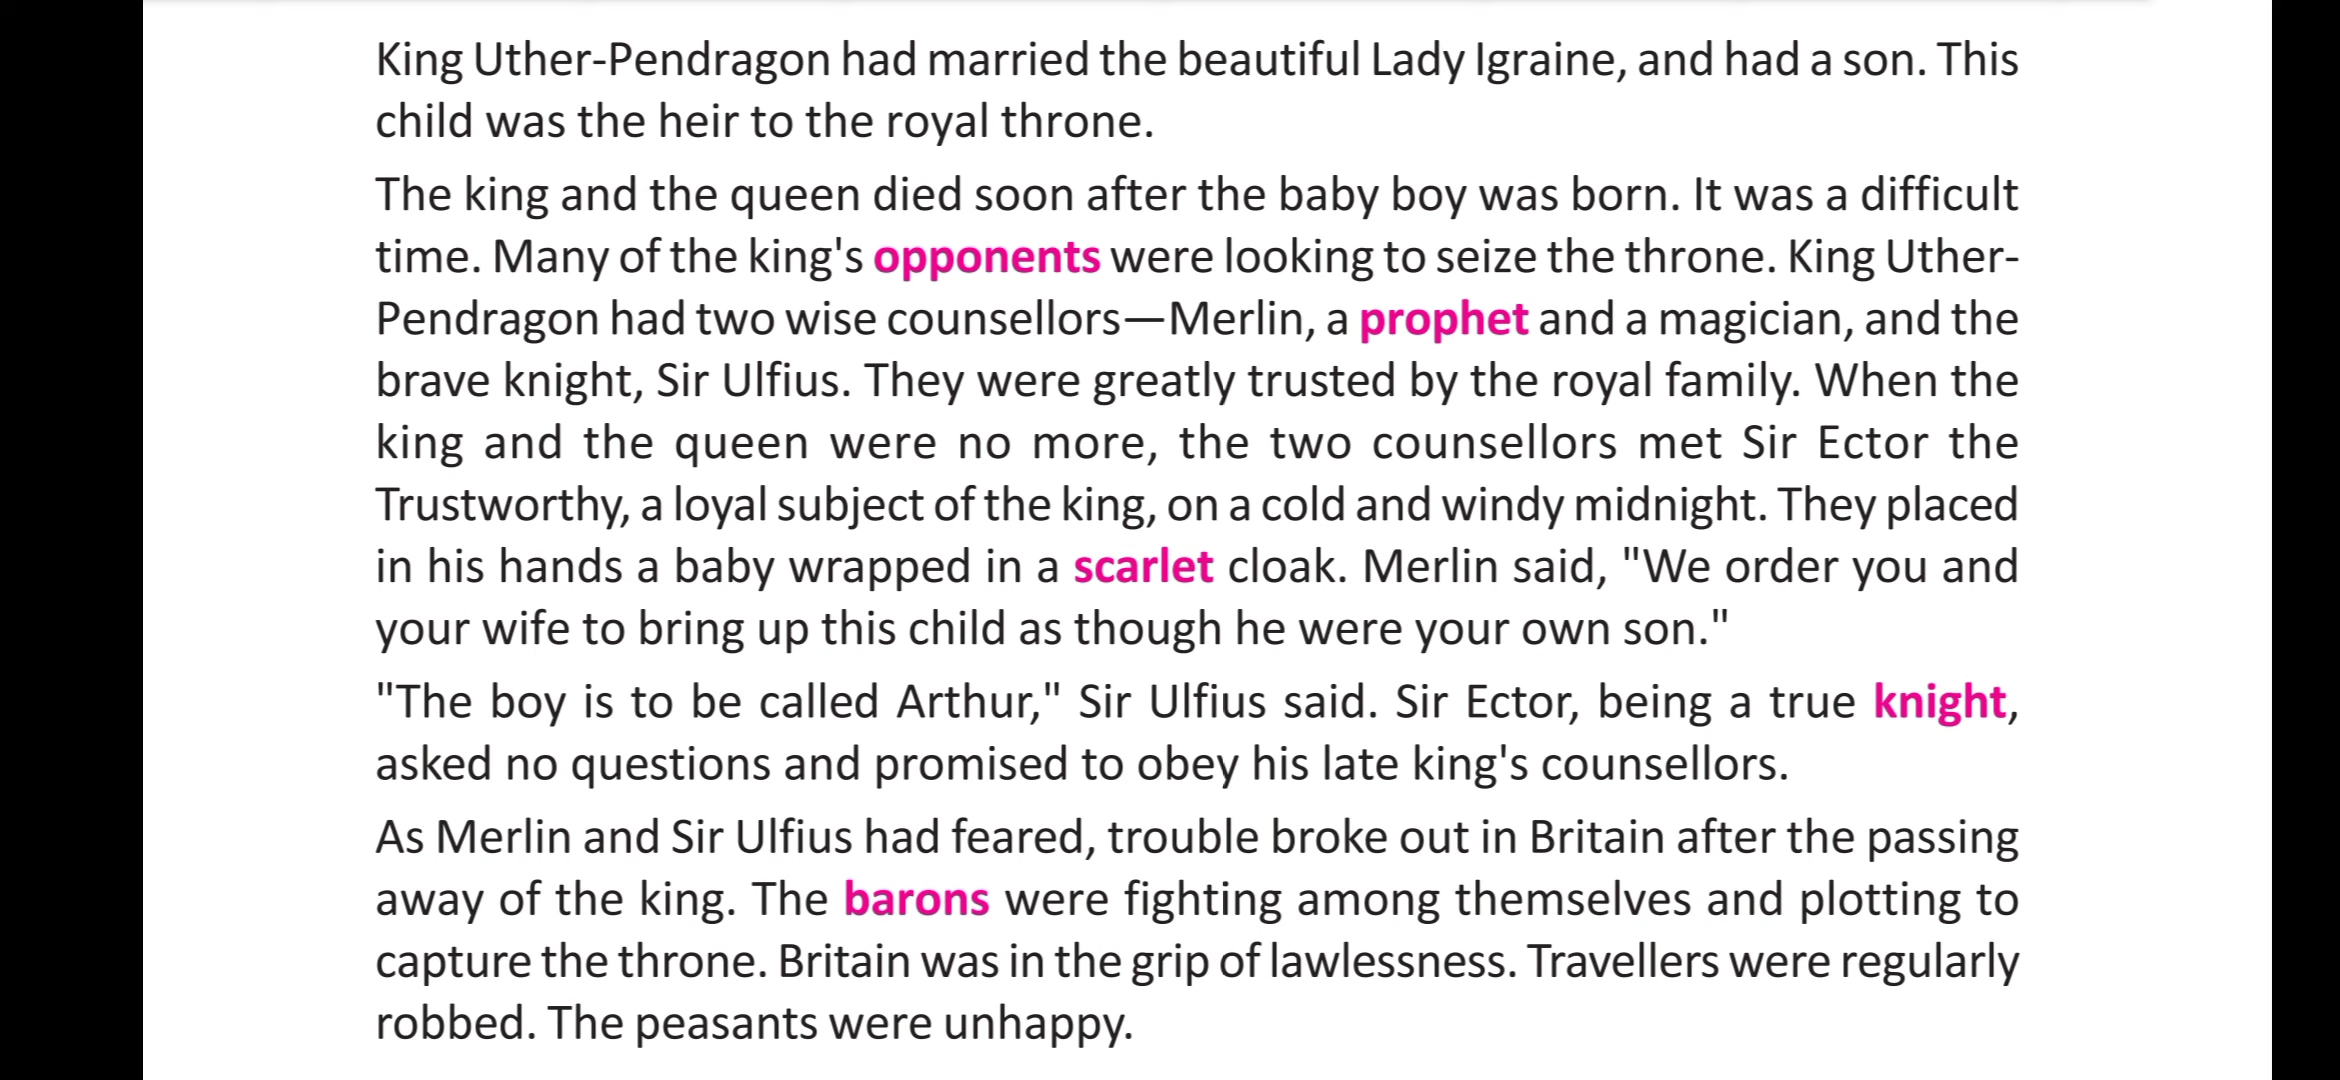 King Uther-Pendragon had married the beautiful Lady Igraine, and had a son. This
child was the heir to the royal throne.
The king and the queen died soon after the baby boy was born. It was a difficult
time. Many of the king's opponents were looking to seize the throne. King Uther-
Pendragon had two wise counsellors—Merlin, a prophet and a magician, and the
brave knight, Sir Ulfius. They were greatly trusted by the royal family. When the
king and the queen were no more, the two counsellors met Sir Ector the
Trustworthy, a loyal subject of the king, on a cold and windy midnight. They placed
in his hands a baby wrapped in a scarlet cloak. Merlin said, "We order you and
your wife to bring up this child as though he were your own son."
"The boy is to be called Arthur," Sir Ulfius said. Sir Ector, being a true knight,
asked no questions and promised to obey his late king's counsellors.
As Merlin and Sir Ulfius had feared, trouble broke out in Britain after the passing
away of the king. The barons were fighting among themselves and plotting to
capture the throne. Britain was in the grip of lawlessness. Travellers were regularly
robbed. The peasants were unhappy.